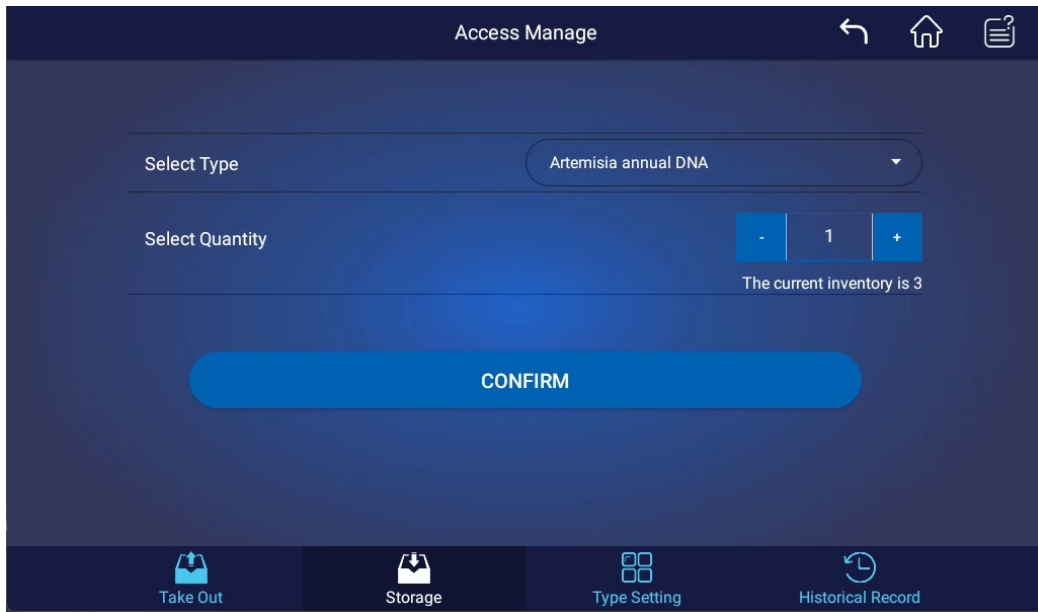 Access Manage
Select Type
Artemisia annual DNA
Select Quantity
- 1 +
The current inventory is 3
CONFIRM
Take Out
Storage
Type Setting
Historical Record